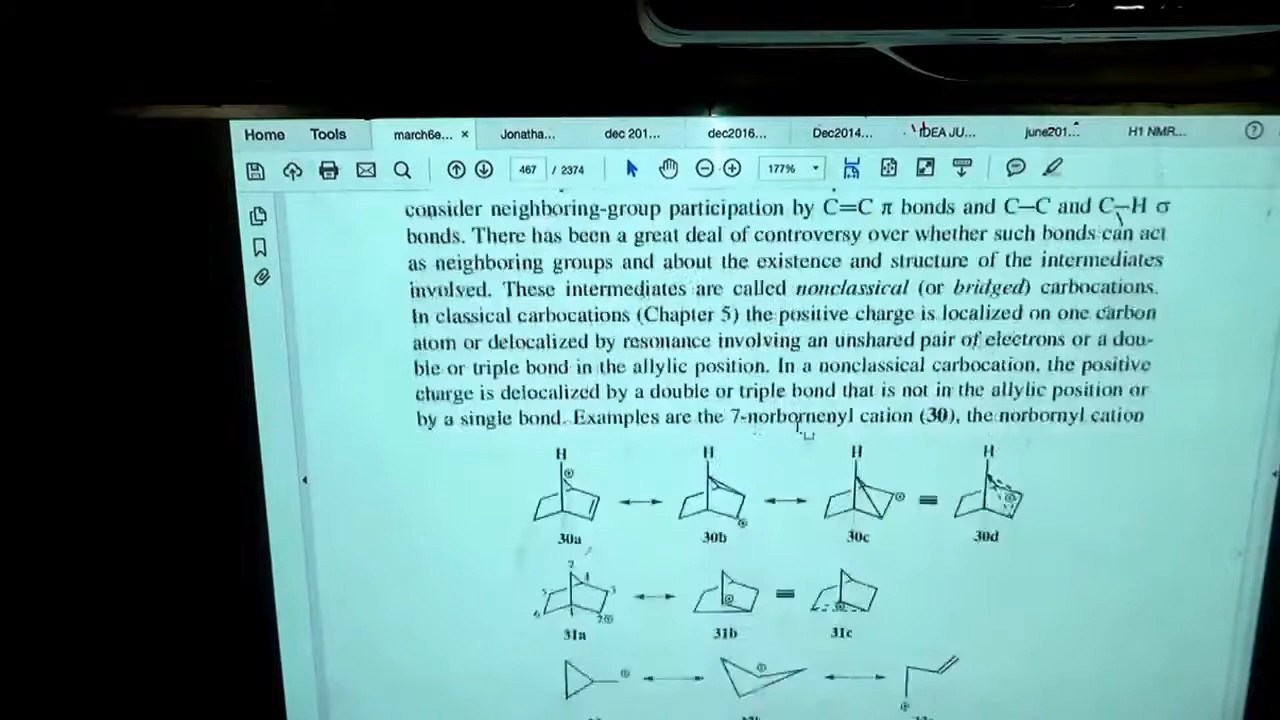 Home Tools march6e... × Jonatha... dec 201... dec2016... Dec2014... IDEA JU... june201... H1 NMR... ?
467 / 2374 177%
consider neighboring-group participation by C=C π bonds and C—C and C—H σ
bonds. There has been a great deal of controversy over whether such bonds can act
as neighboring groups and about the existence and structure of the intermediates
involved. These intermediates are called nonclassical (or bridged) carbocations.
In classical carbocations (Chapter 5) the positive charge is localized on one carbon
atom or delocalized by resonance involving an unshared pair of electrons or a dou-
ble or triple bond in the allylic position. In a nonclassical carbocation, the positive
charge is delocalized by a double or triple bond that is not in the allylic position or
by a single bond. Examples are the 7-norbornenyl cation (30), the norbornyl cation
H H H H
⊕ ⊕ ⊕ ⊕
30a 30b 30c 30d
7
5 3
6 1 2⊕ ⊕ ⊕
31a 31b 31c
⊕ ⊕ ⊕